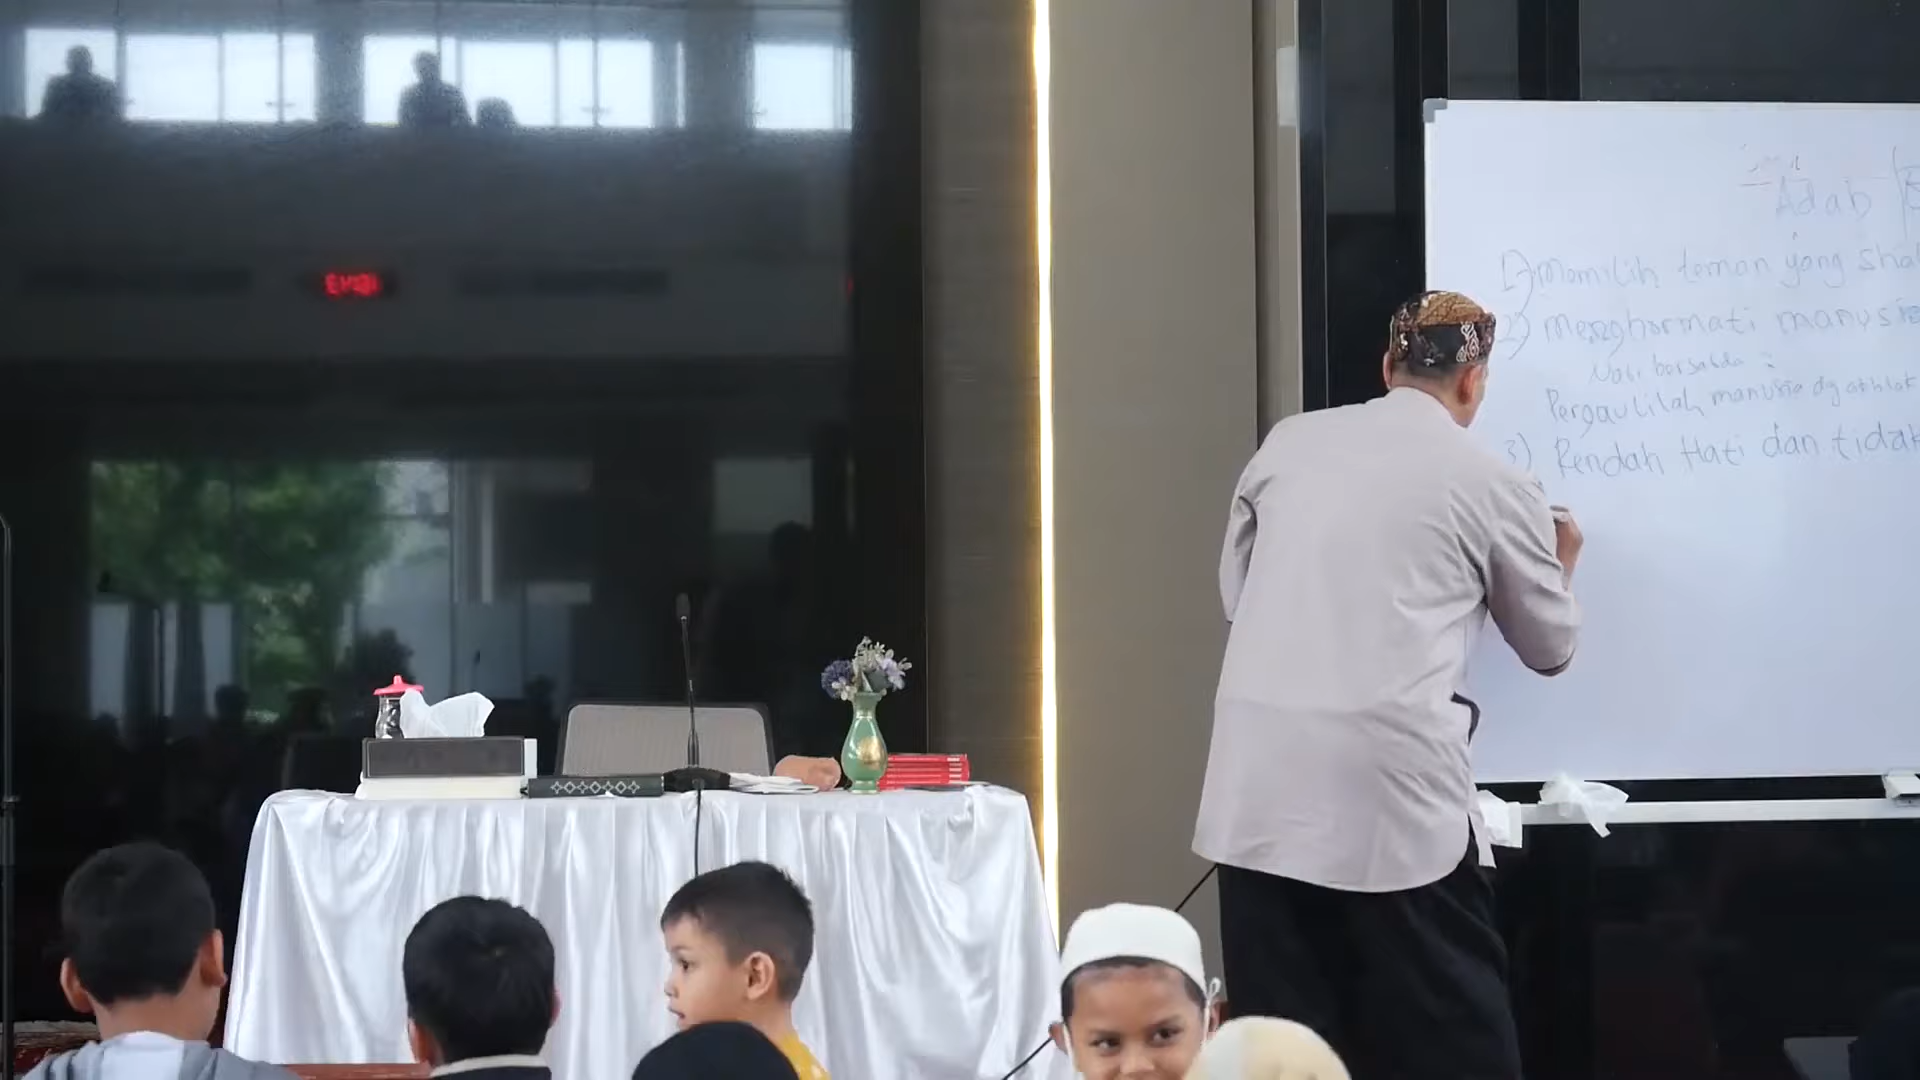 Adab
1) Memilih teman yang shal
2) menghormati manusia
Nabi bersabda :
Pergaulilah manusia dg akhlak
3) Rendah Hati dan tidak